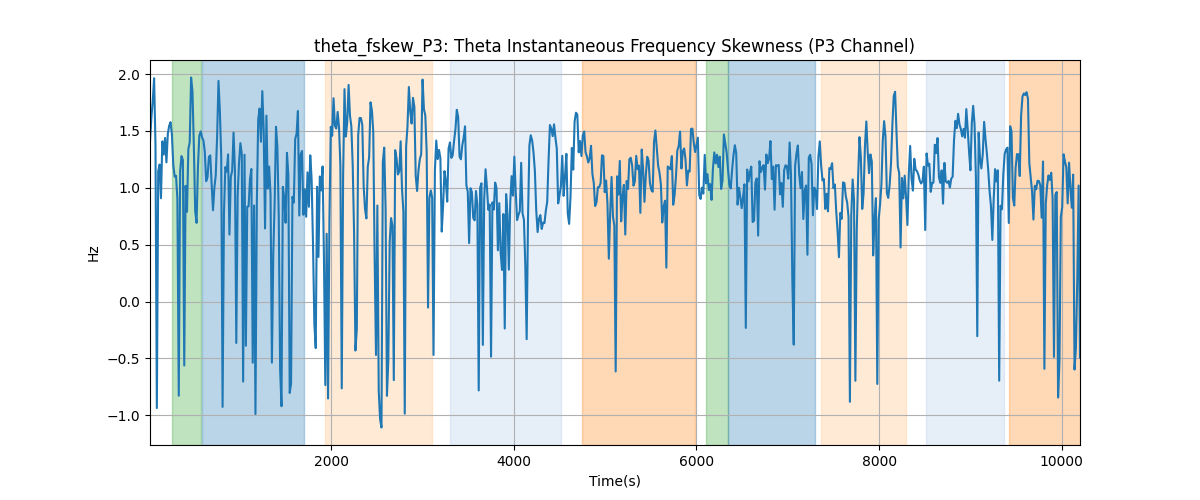 theta_fskew_P3: Theta Instantaneous Frequency Skewness (P3 Channel)
2.0
1.5
1.0
0.5
0.0
−0.5
−1.0
Hz
2000 4000 6000 8000 10000
Time(s)